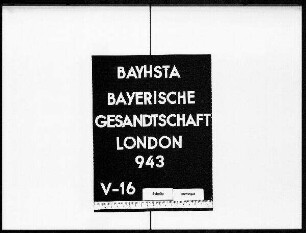 BAYHSTA
BAYERISCHE
GESANDTSCHAFT
LONDON
943
V-16